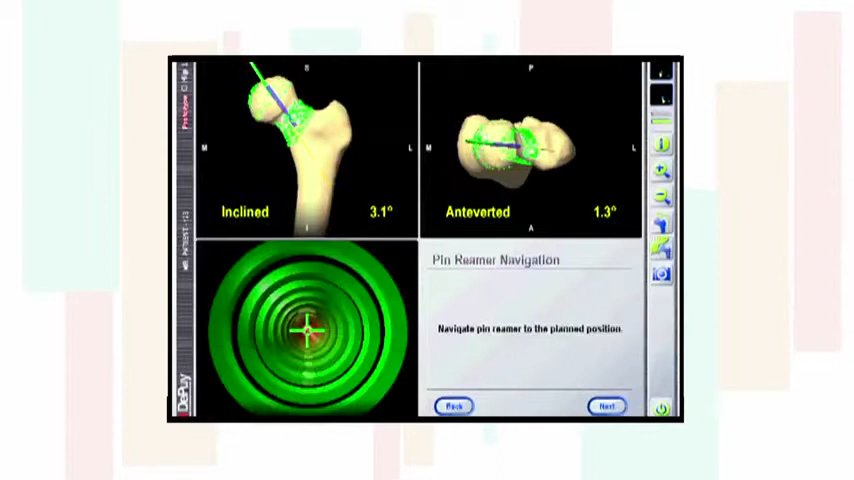 S
M
L
Inclined 3.1°
I
P
M
L
Anteverted 1.3°
A
Pin Reamer Navigation
Navigate pin reamer to the planned position.
Back
Next
DePuy
Prototype